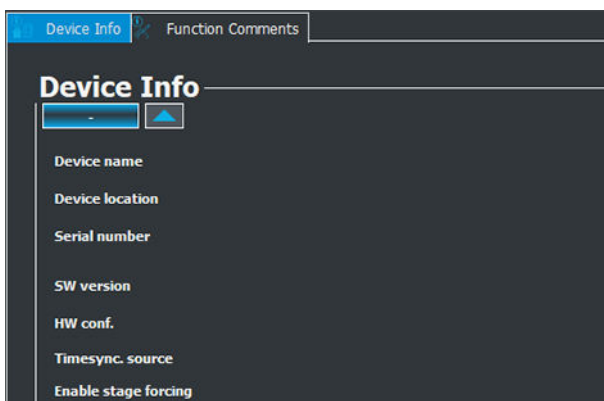 Device Info Function Comments
Device Info
-
Device name
Device location
Serial number
SW version
HW conf.
Timesync. source
Enable stage forcing